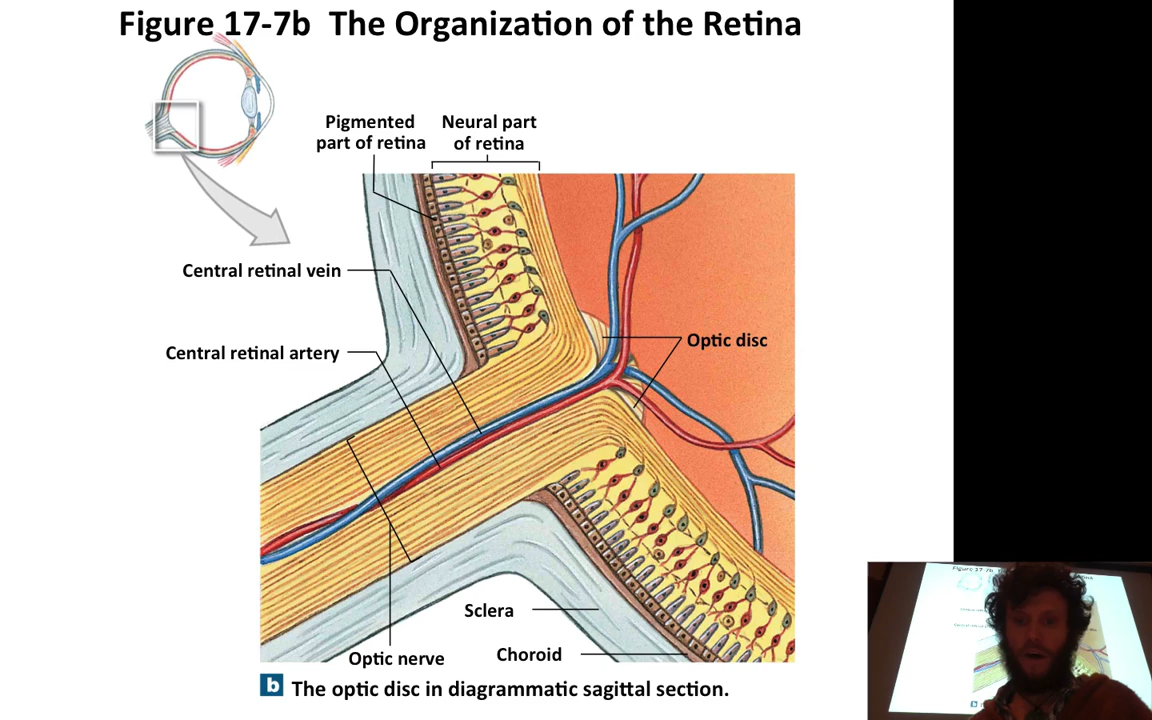 Figure 17-7b  The Organization of the Retina
Pigmented
part of retina
Neural part
of retina
Central retinal vein
Central retinal artery
Optic disc
Sclera
Choroid
Optic nerve
b The optic disc in diagrammatic sagittal section.